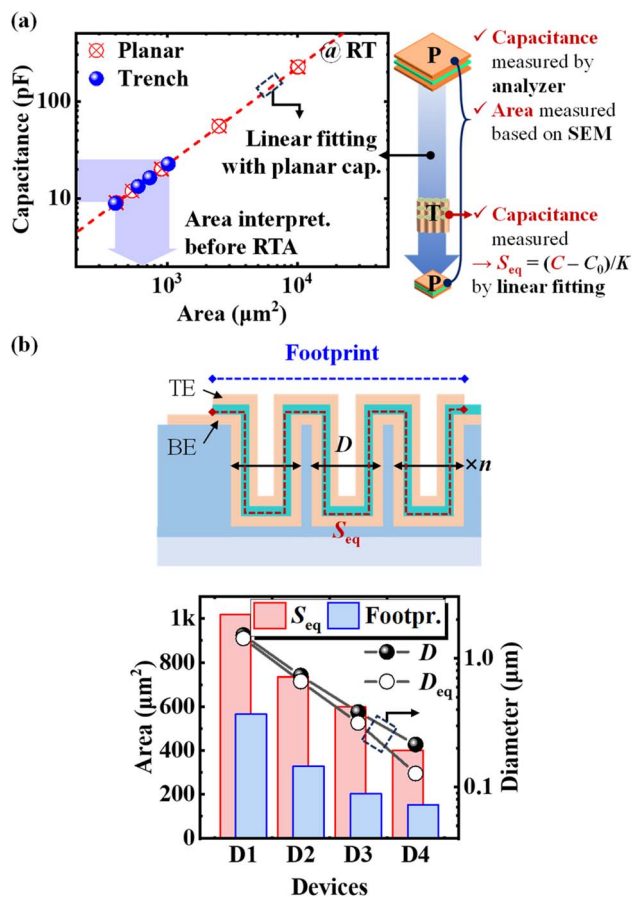 (a)
Planar
Trench
@ RT
Linear fitting
with planar cap.
Area interpret.
before RTA
100
10
10³
10⁴
Capacitance (pF)
Area (μm²)
P
T
P
✓ Capacitance
measured by
analyzer
✓ Area measured
based on SEM
✓ Capacitance
measured
→ Seq = (C – C0)/K
by linear fitting
(b)
Footprint
TE
BE
D
×n
Seq
Seq
Footpr.
D
Deq
1k
800
600
400
200
0
1.0
0.1
Area (μm²)
Diameter (μm)
D1 D2 D3 D4
Devices